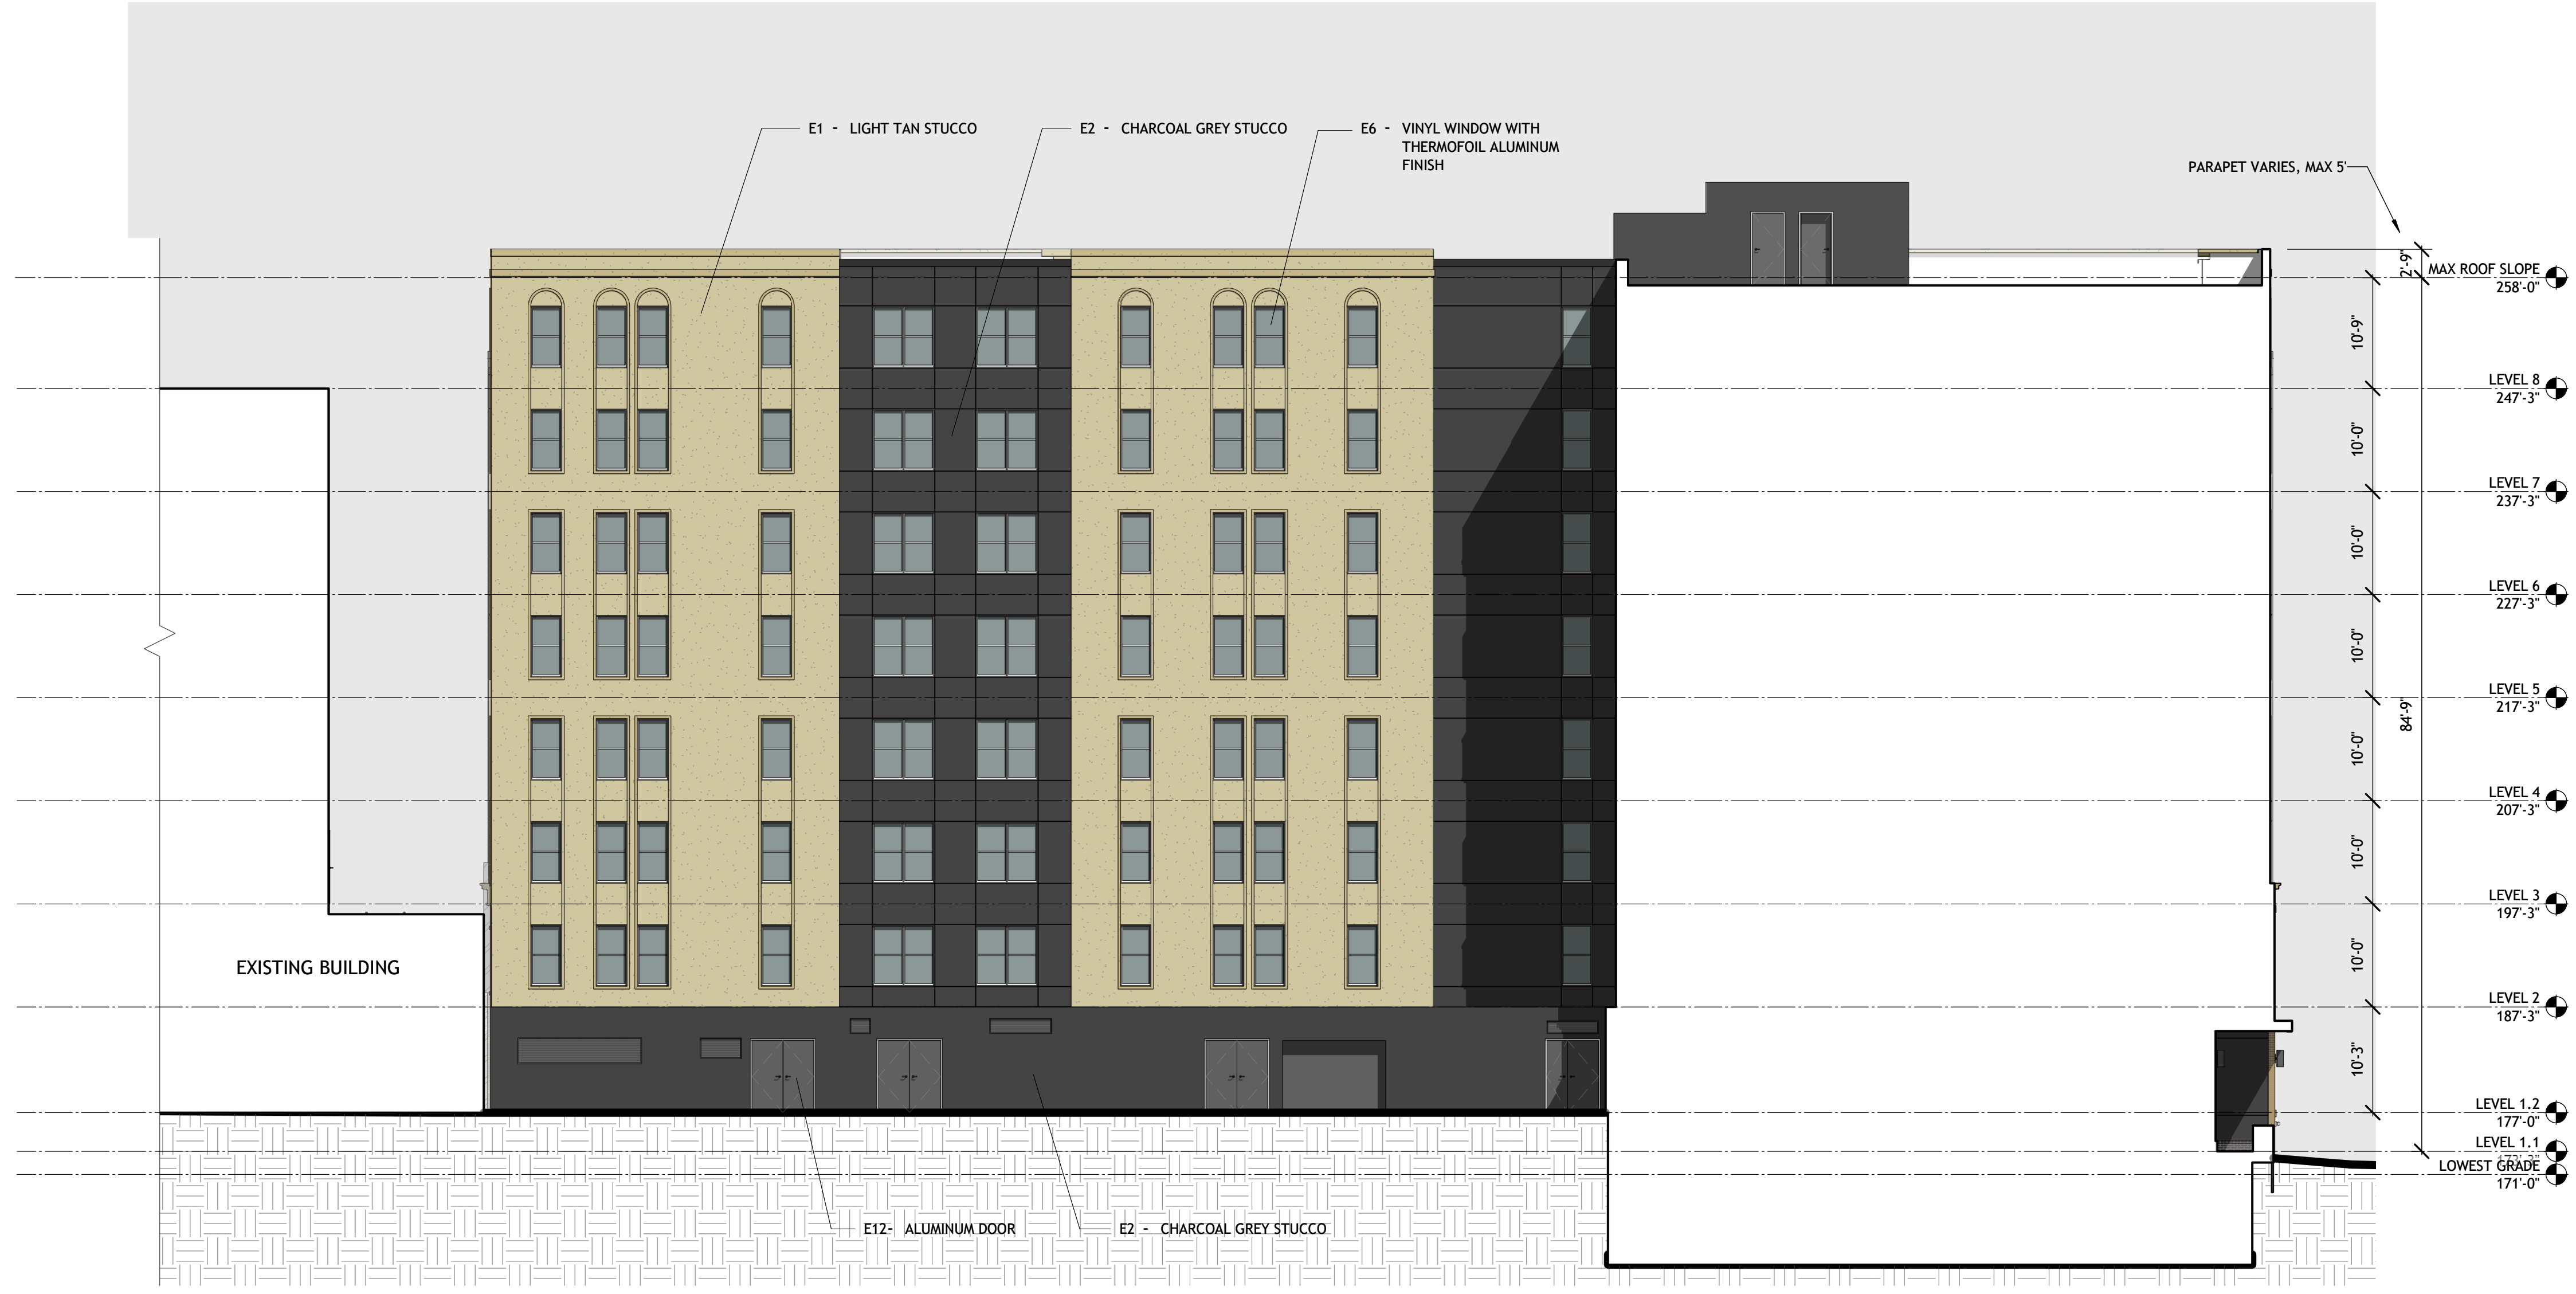 E1 - LIGHT TAN STUCCO
E2 - CHARCOAL GREY STUCCO
E6 - VINYL WINDOW WITH
THERMOFOIL ALUMINUM
FINISH
PARAPET VARIES, MAX 5'
2'-9"
MAX ROOF SLOPE
258'-0"
10'-9"
LEVEL 8
247'-3"
10'-0"
LEVEL 7
237'-3"
10'-0"
LEVEL 6
227'-3"
10'-0"
LEVEL 5
217'-3"
84'-9"
10'-0"
LEVEL 4
207'-3"
10'-0"
LEVEL 3
197'-3"
EXISTING BUILDING
10'-0"
LEVEL 2
187'-3"
10'-3"
LEVEL 1.2
177'-0"
LEVEL 1.1
LOWEST GRADE
171'-0"
E12- ALUMINUM DOOR
E2 - CHARCOAL GREY STUCCO